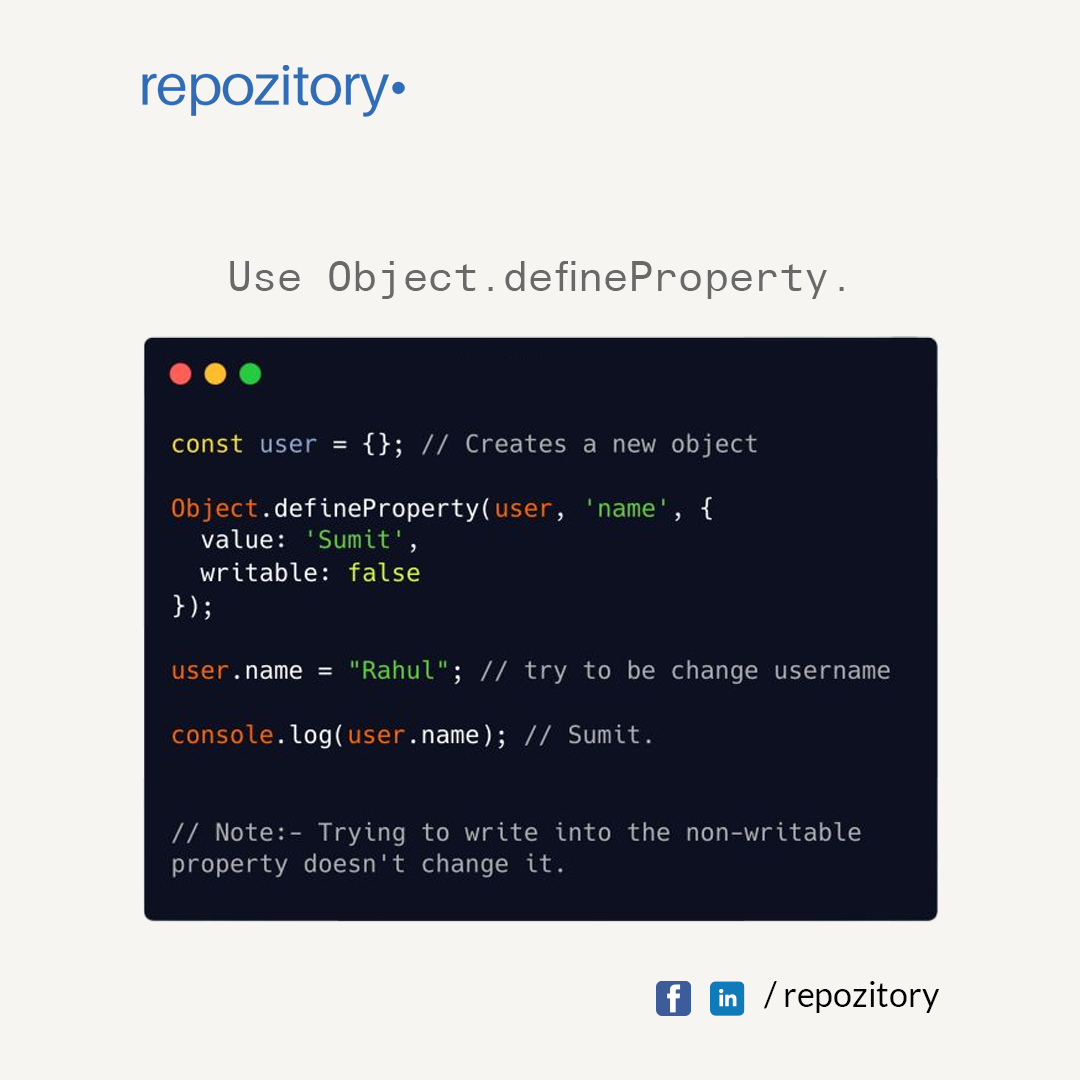 repozitory•
Use Object.defineProperty.
const user = {}; // Creates a new object
Object.defineProperty(user, 'name', {
  value: 'Sumit',
  writable: false
});
user.name = "Rahul"; // try to be change username
console.log(user.name); // Sumit.
// Note:- Trying to write into the non-writable
property doesn't change it.
f in / repozitory